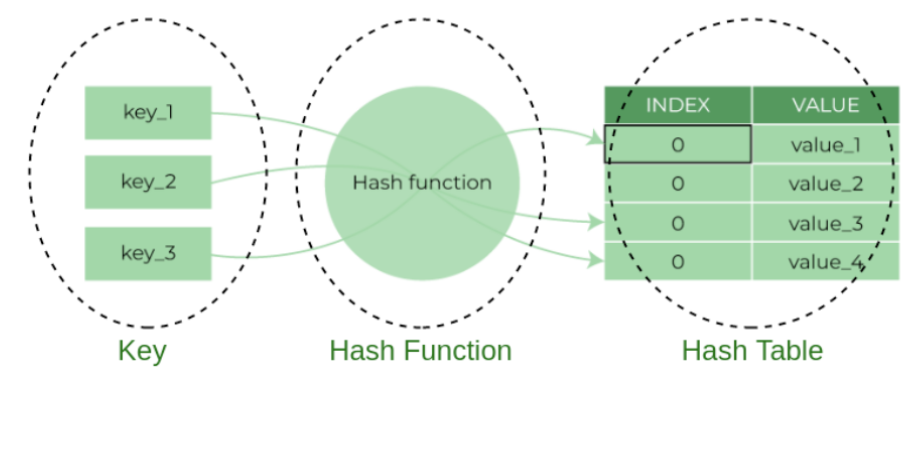 key_1
key_2
key_3
Hash function
INDEX VALUE
0 value_1
0 value_2
0 value_3
0 value_4
Key Hash Function Hash Table